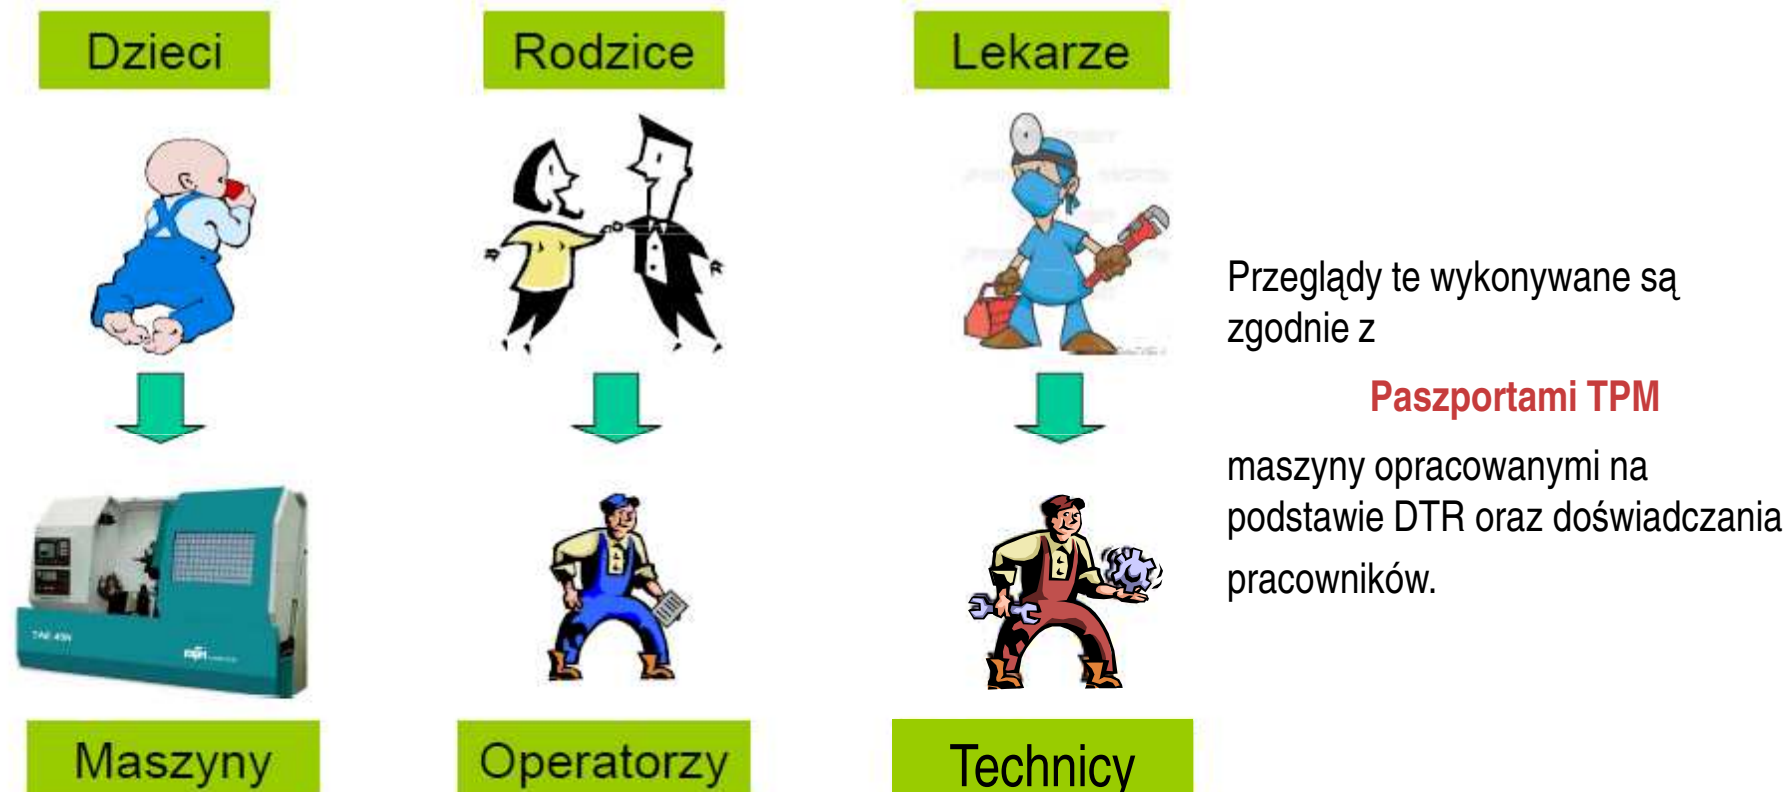 Dzieci
Rodzice
Lekarze
Przeglądy te wykonywane są
zgodnie z
Paszportami TPM
maszyny opracowanymi na
podstawie DTR oraz doświadczania
pracowników.
Maszyny
Operatorzy
Technicy